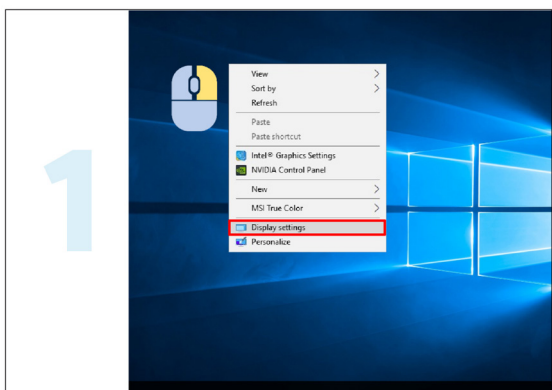 1
View
Sort by
Refresh
Paste
Paste shortcut
Intel® Graphics Settings
NVIDIA Control Panel
New
MSI True Color
Display settings
Personalize